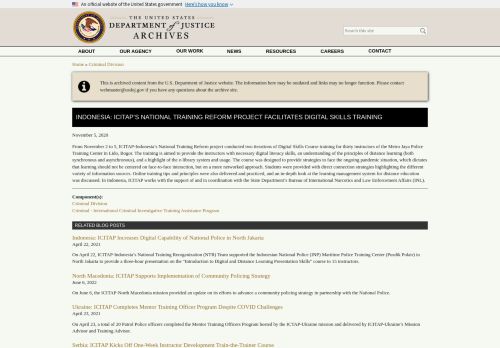 An official website of the United States government Here's how you know
THE UNITED STATES
DEPARTMENT of JUSTICE
ARCHIVES
Search this site
ABOUT OUR AGENCY OUR WORK NEWS RESOURCES CAREERS CONTACT
Home » Criminal Division
This is archived content from the U.S. Department of Justice website. The information here may be outdated and links may no longer function. Please contact
webmaster@usdoj.gov if you have any questions about the archive site.
INDONESIA: ICITAP'S NATIONAL TRAINING REFORM PROJECT FACILITATES DIGITAL SKILLS TRAINING
November 5, 2020
From November 2 to 5, ICITAP-Indonesia's National Training Reform project conducted two iterations of Digital Skills Course training for thirty instructors of the Metro Jaya Police
Training Center in Lido, Bogor. The training is aimed to provide the instructors with necessary digital literacy skills, an understanding of the principles of distance learning (both
synchronous and asynchronous), and a highlight of the e-library system and usage. The course was designed to provide strategies to face the ongoing pandemic situation, which dictates
that learning should not be centered on face-to-face interaction, but on a more networked approach. Students were provided with direct connection strategies highlighting the different
variety of information sources. Online training tips and principles were also delivered and practiced, and an in-depth look at the learning management system for distance education
was discussed. In Indonesia, ICITAP works with the support of and in coordination with the State Department's Bureau of International Narcotics and Law Enforcement Affairs (INL).
Component(s):
Criminal Division
Criminal - International Criminal Investigative Training Assistance Program
RELATED BLOG POSTS
Indonesia: ICITAP Increases Digital Capability of National Police in North Jakarta
April 22, 2021
On April 22, ICITAP-Indonesia's National Training Reorganization (NTR) Team supported the Indonesian National Police (INP) Maritime Police Training Center (Pusdik Polair) in
North Jakarta to provide a three-hour presentation on the "Introduction to Digital and Distance Learning Presentation Skills" course to 15 instructors.
North Macedonia: ICITAP Supports Implementation of Community Policing Strategy
June 6, 2022
On June 6, the ICITAP-North Macedonia mission provided an update on its efforts to advance a community policing strategy in partnership with the National Police.
Ukraine: ICITAP Completes Mentor Training Officer Program Despite COVID Challenges
April 23, 2021
On April 23, a total of 20 Patrol Police officers completed the Mentor Training Officers Program hosted by the ICITAP-Ukraine mission and delivered by ICITAP-Ukraine's Mission
Advisor and Training Advisor.
Serbia: ICITAP Kicks Off One-Week Instructor Development Train-the-Trainer Course